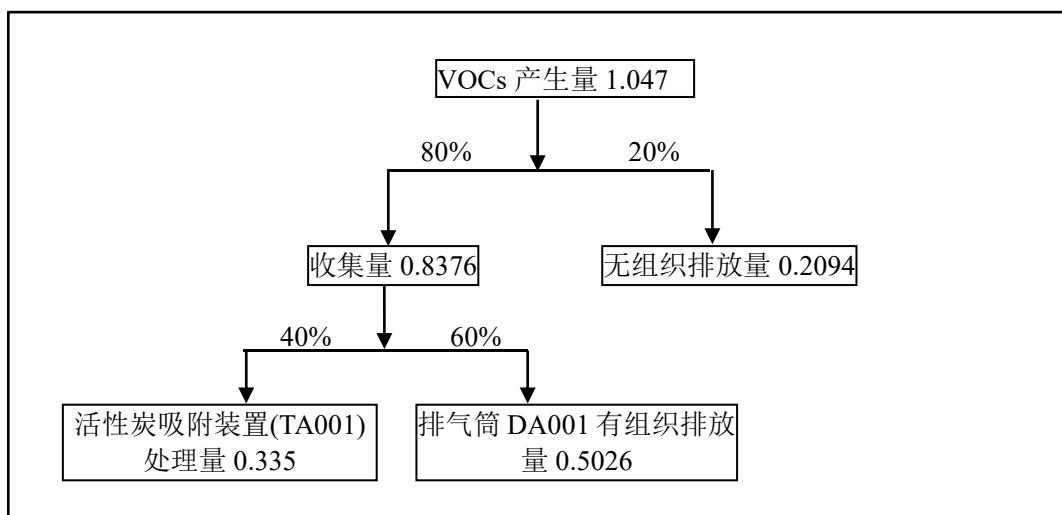 VOCs 产生量 1.047
80%
20%
收集量 0.8376
无组织排放量 0.2094
40%
60%
活性炭吸附装置(TA001)
处理量 0.335
排气筒 DA001 有组织排放
量 0.5026